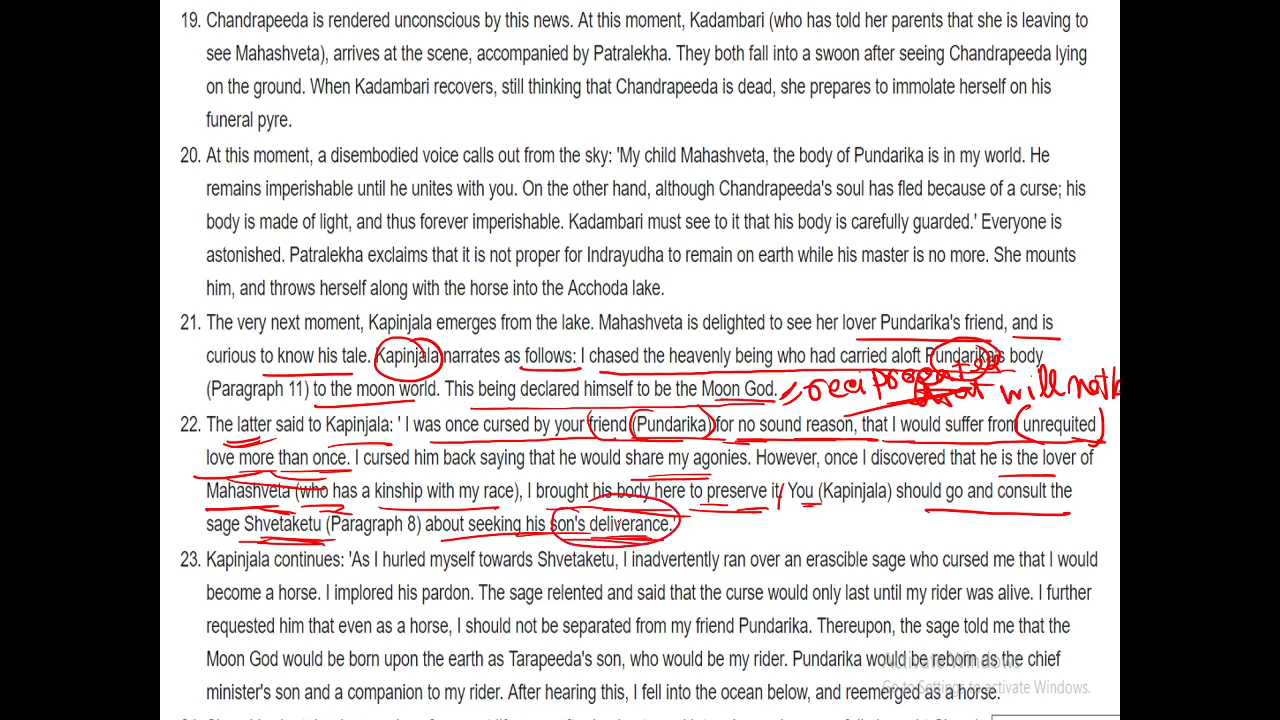 19. Chandrapeeda is rendered unconscious by this news. At this moment, Kadambari (who has told her parents that she is leaving to
see Mahashveta), arrives at the scene, accompanied by Patralekha. They both fall into a swoon after seeing Chandrapeeda lying
on the ground. When Kadambari recovers, still thinking that Chandrapeeda is dead, she prepares to immolate herself on his
funeral pyre.
20. At this moment, a disembodied voice calls out from the sky: 'My child Mahashveta, the body of Pundarika is in my world. He
remains imperishable until he unites with you. On the other hand, although Chandrapeeda's soul has fled because of a curse; his
body is made of light, and thus forever imperishable. Kadambari must see to it that his body is carefully guarded.' Everyone is
astonished. Patralekha exclaims that it is not proper for Indrayudha to remain on earth while his master is no more. She mounts
him, and throws herself along with the horse into the Acchoda lake.
21. The very next moment, Kapinjala emerges from the lake. Mahashveta is delighted to see her lover Pundarika's friend, and is
curious to know his tale. Kapinjala narrates as follows: I chased the heavenly being who had carried aloft Pundarika's body
(Paragraph 11) to the moon world. This being declared himself to be the Moon God. will not
22. The latter said to Kapinjala: ' I was once cursed by your friend (Pundarika) for no sound reason, that I would suffer from unrequited
love more than once. I cursed him back saying that he would share my agonies. However, once I discovered that he is the lover of
Mahashveta (who has a kinship with my race), I brought his body here to preserve it. You (Kapinjala) should go and consult the
sage Shvetaketu (Paragraph 8) about seeking his son's deliverance.'
23. Kapinjala continues: 'As I hurled myself towards Shvetaketu, I inadvertently ran over an erascible sage who cursed me that I would
become a horse. I implored his pardon. The sage relented and said that the curse would only last until my rider was alive. I further
requested him that even as a horse, I should not be separated from my friend Pundarika. Thereupon, the sage told me that the
Moon God would be born upon the earth as Tarapeeda's son, who would be my rider. Pundarika would be reborn as the chief
minister's son and a companion to my rider. After hearing this, I fell into the ocean below, and reemerged as a horse.
Activate Windows
Go to Settings to activate Windows.